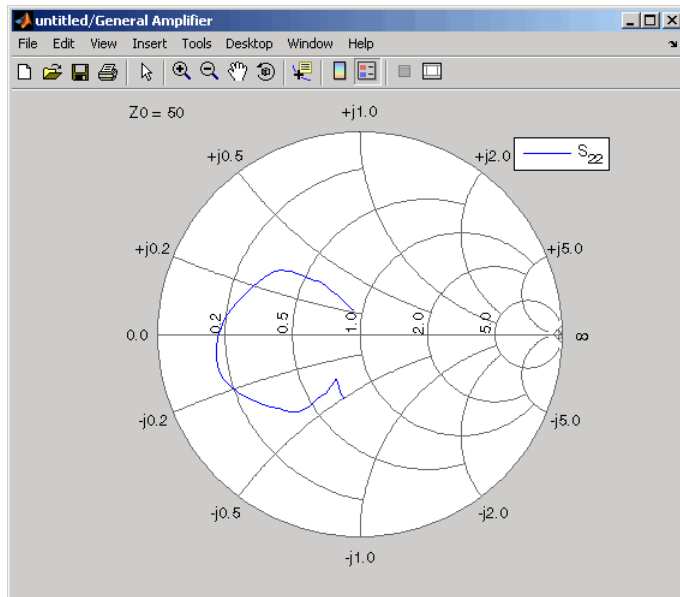 untitled/General Amplifier
File Edit View Insert Tools Desktop Window Help
Z0 = 50
+j1.0
+j0.5
+j2.0
S22
+j0.2
+j5.0
0.2
0.5
1.0
2.0
5.0
0.0
∞
-j0.2
-j5.0
-j0.5
-j2.0
-j1.0